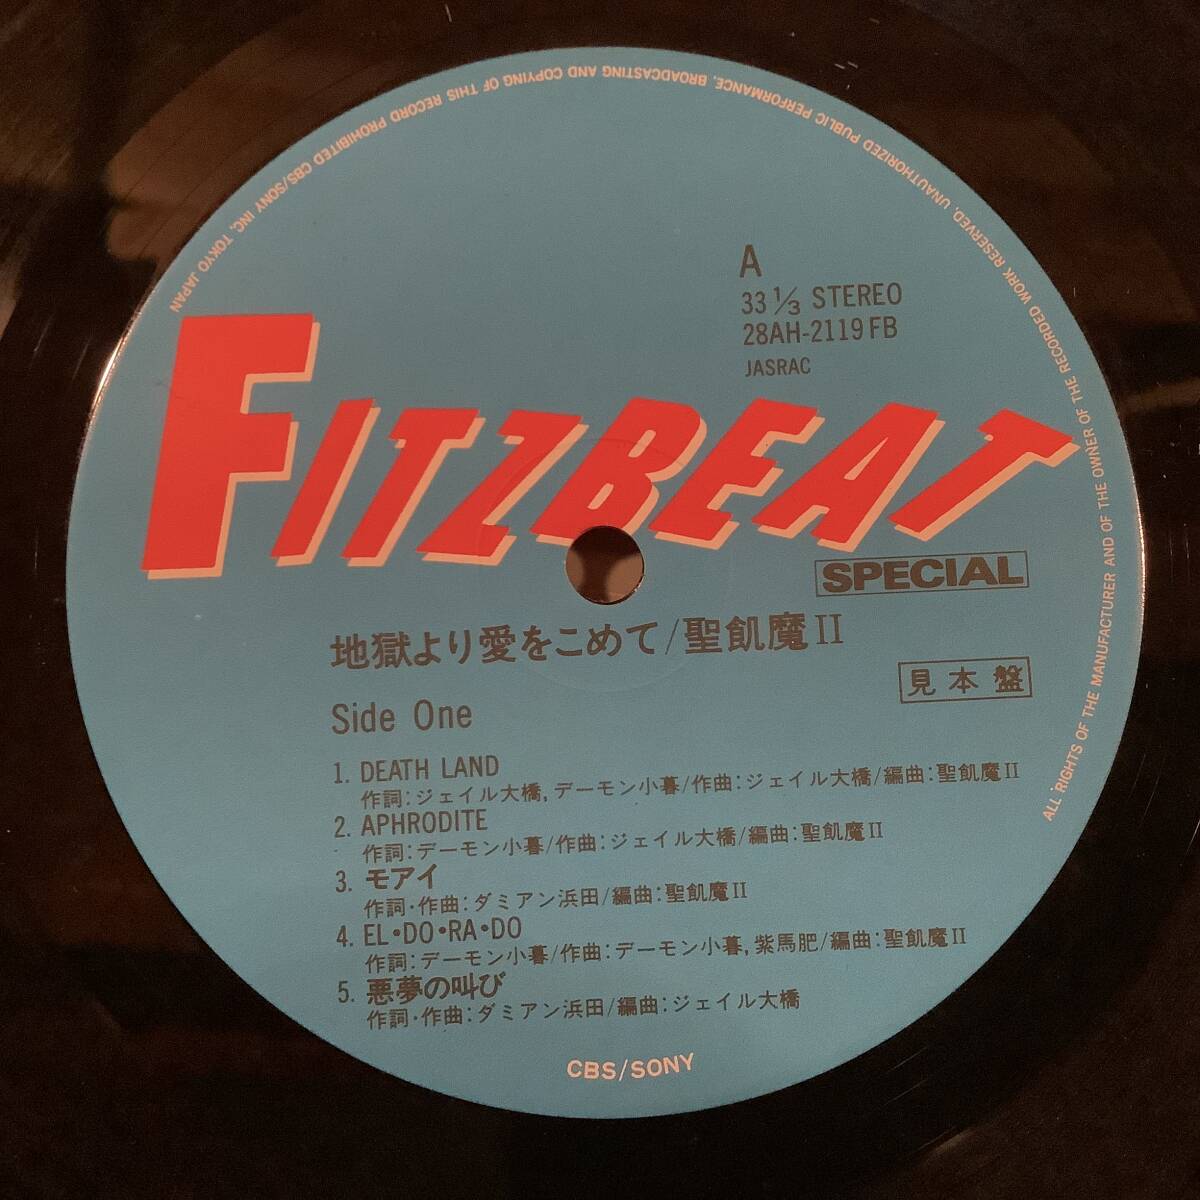 ALL RIGHTS OF THE MANUFACTURER AND OF THE OWNER OF THE RECORDED WORK RESERVED, UNAUTHORIZED PUBLIC PERFORMANCE, BROADCASTING AND COPYING OF THIS RECORD PROHIBITED CBS/SONY INC. TOKYO JAPAN
A
33 1/3 STEREO
28AH-2119 FB
JASRAC
FITZBEAT
SPECIAL
地獄より愛をこめて/聖飢魔II
見本盤
Side One
1. DEATH LAND
作詞:ジェイル大橋,デーモン小暮/作曲:ジェイル大橋/編曲:聖飢魔II
2. APHRODITE
作詞:デーモン小暮/作曲:ジェイル大橋/編曲:聖飢魔II
3. モアイ
作詞・作曲:ダミアン浜田/編曲:聖飢魔II
4. EL・DO・RA・DO
作詞:デーモン小暮/作曲:デーモン小暮,紫馬肥/編曲:聖飢魔II
5. 悪夢の叫び
作詞・作曲:ダミアン浜田/編曲:ジェイル大橋
CBS/SONY